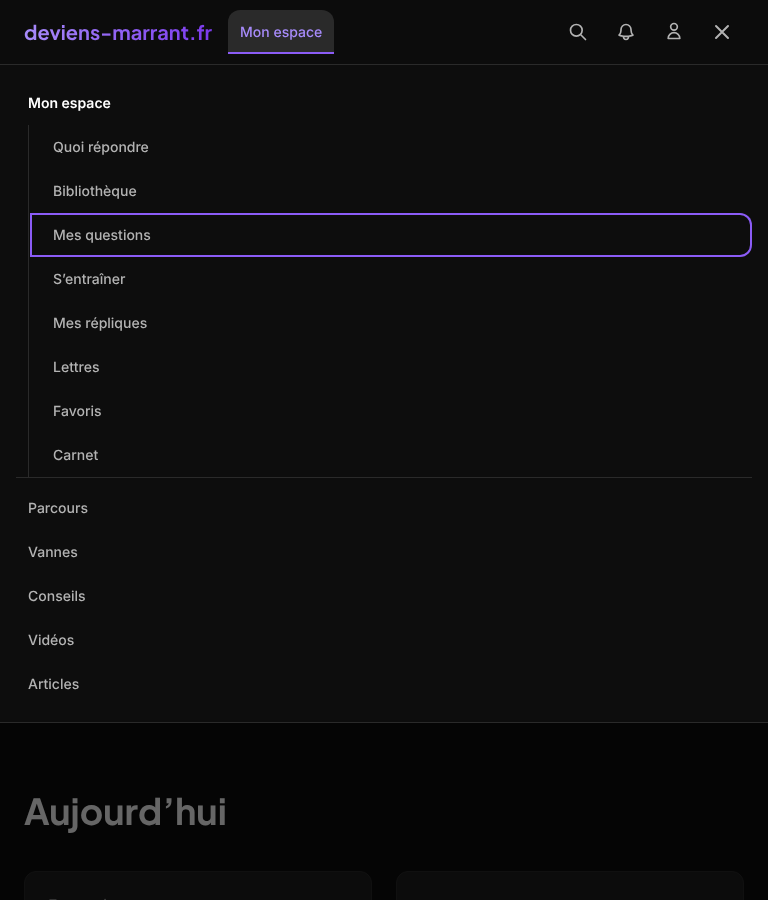 deviens-marrant.fr
Mon espace
Mon espace
Quoi répondre
Bibliothèque
Mes questions
S’entraîner
Mes répliques
Lettres
Favoris
Carnet
Parcours
Vannes
Conseils
Vidéos
Articles
Aujourd’hui